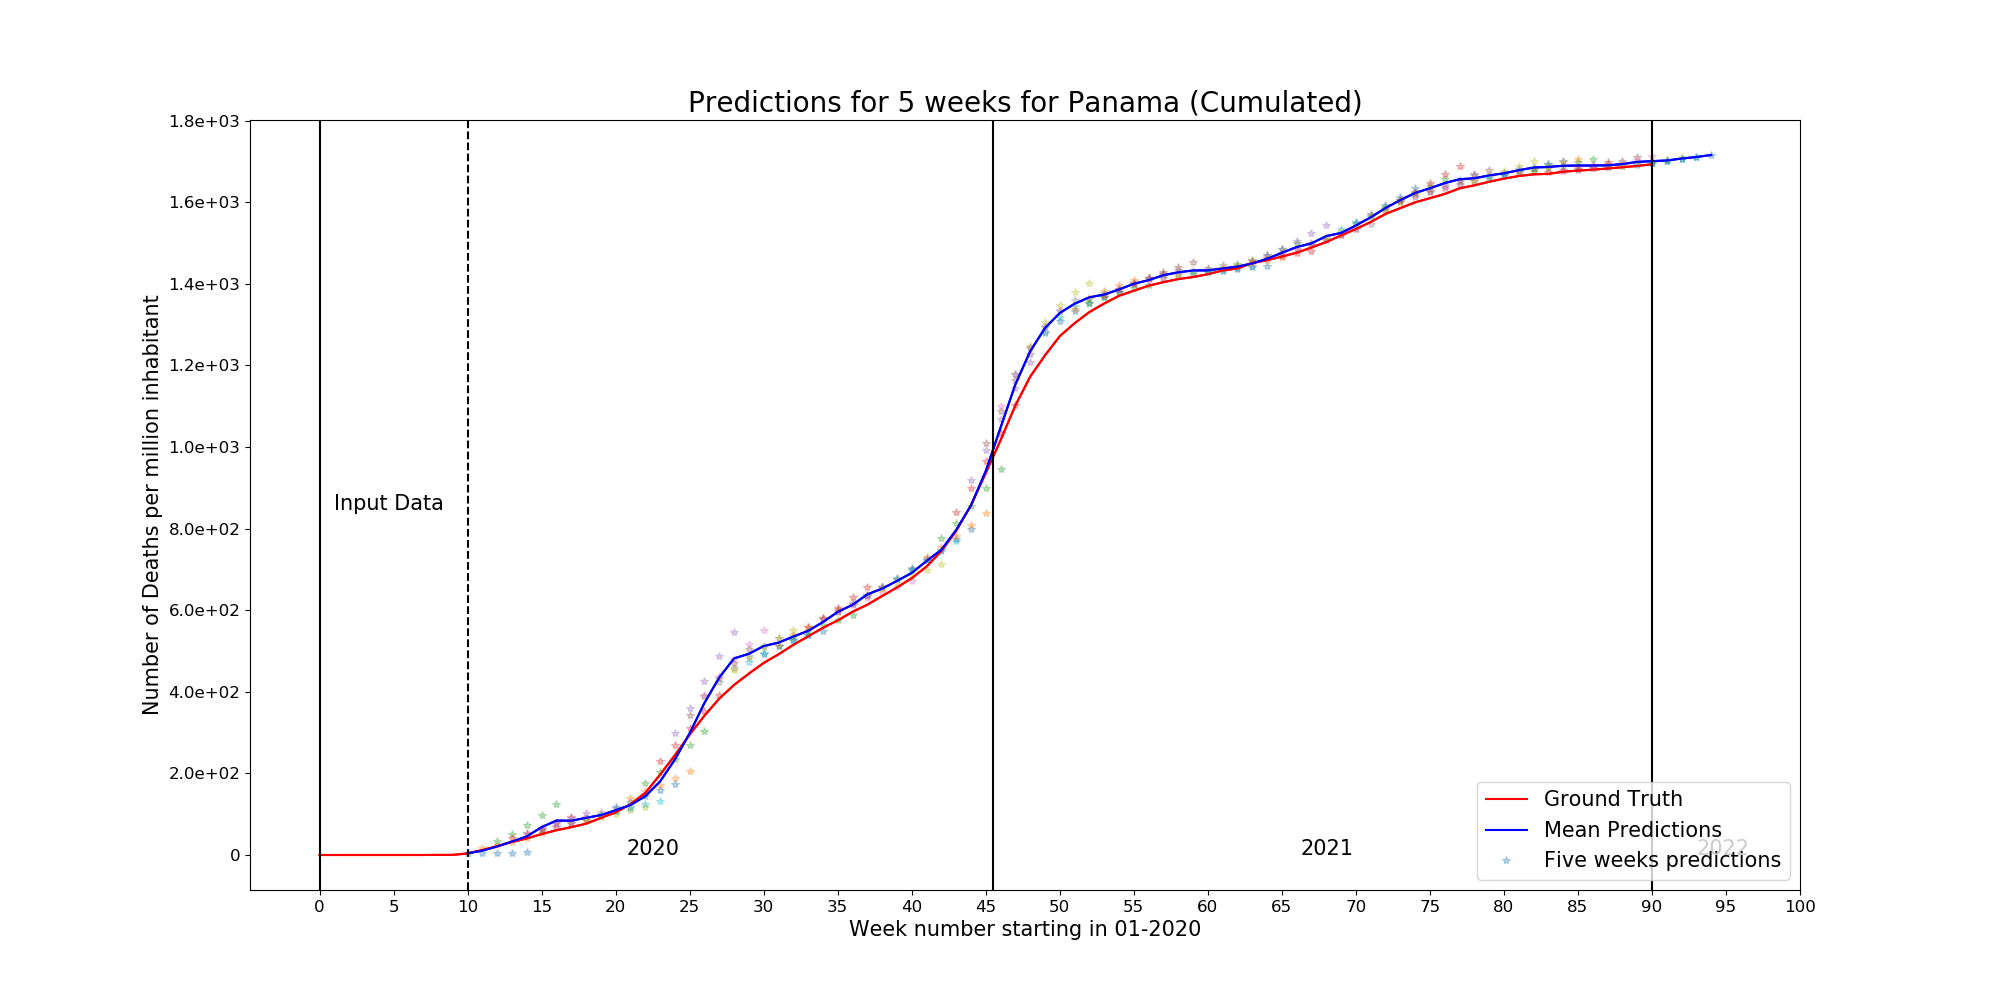 Predictions for 5 weeks for Panama (Cumulated)
1.8e+03
1.6e+03
1.4e+03
1.2e+03
1.0e+03
8.0e+02
6.0e+02
4.0e+02
2.0e+02
0
Number of Deaths per million inhabitant
Input Data
2020
2021
2022
Ground Truth
Mean Predictions
Five weeks predictions
0 5 10 15 20 25 30 35 40 45 50 55 60 65 70 75 80 85 90 95 100
Week number starting in 01-2020